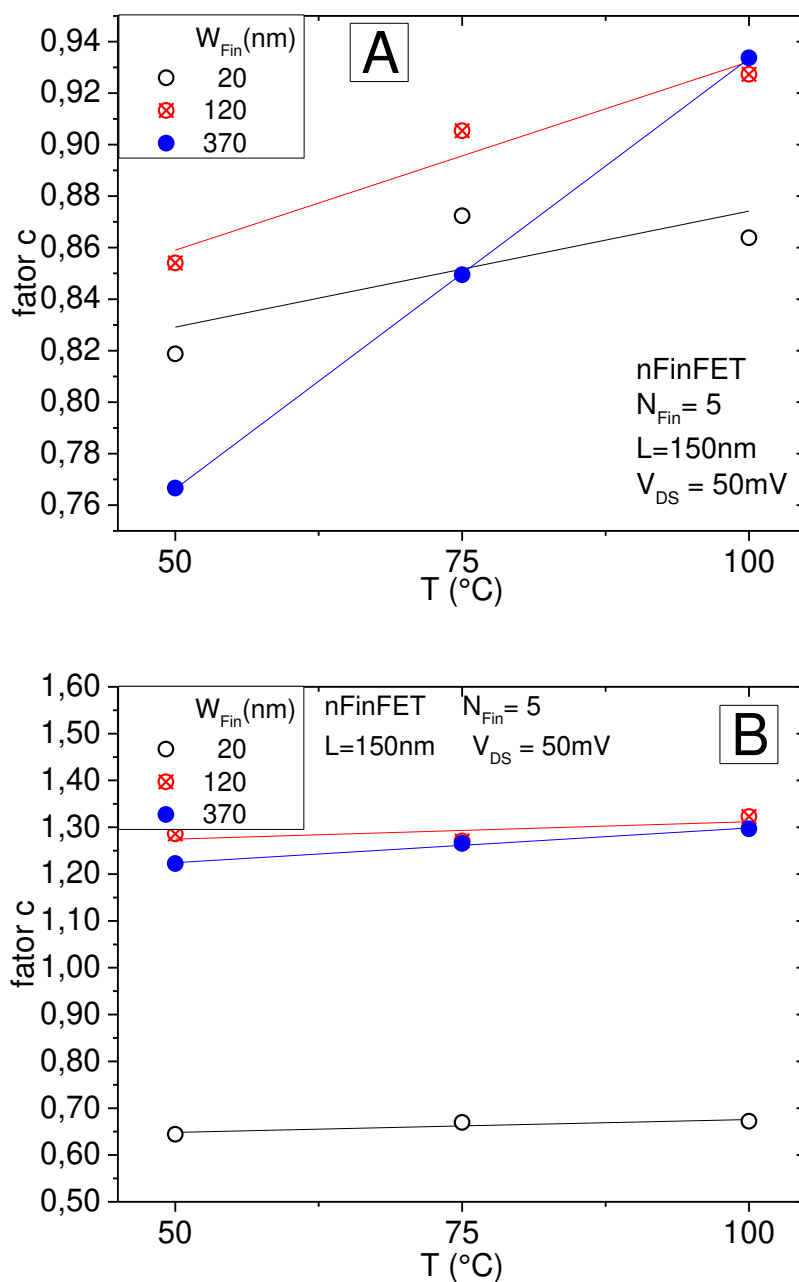 A
W_Fin(nm)
20
120
370
0,94
0,92
0,90
0,88
0,86
0,84
0,82
0,80
0,78
0,76
fator c
nFinFET
N_Fin= 5
L=150nm
V_DS = 50mV
50 75 100
T (°C)
B
W_Fin(nm)
20
120
370
nFinFET N_Fin= 5
L=150nm V_DS = 50mV
1,60
1,50
1,40
1,30
1,20
1,10
1,00
0,90
0,80
0,70
0,60
0,50
fator c
50 75 100
T (°C)